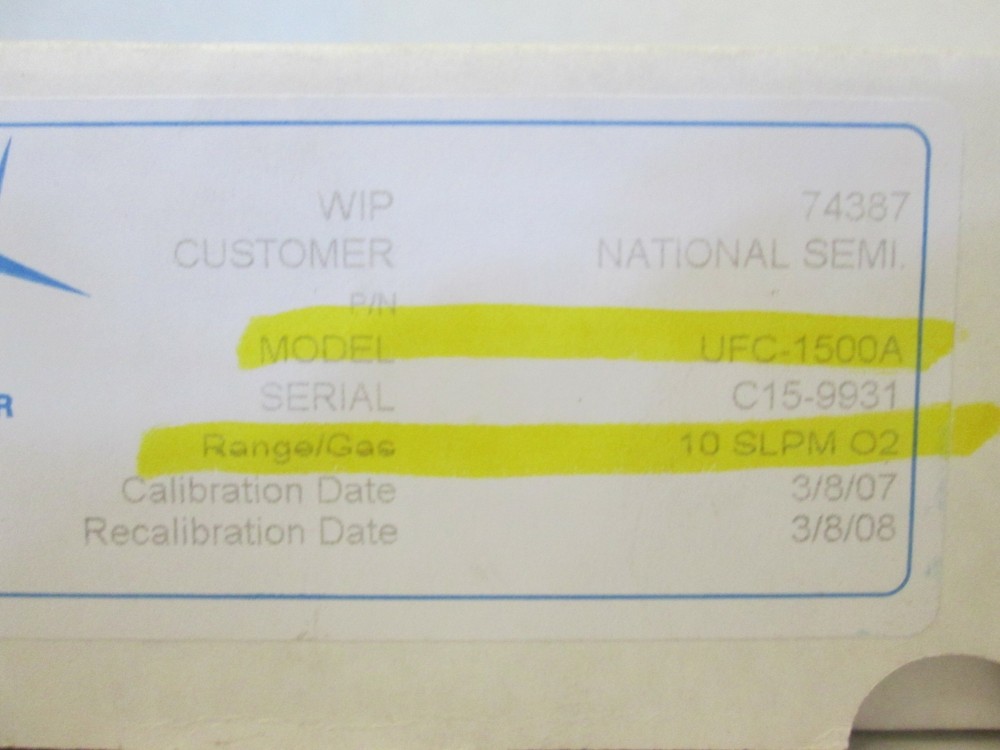 WIP 74387
CUSTOMER NATIONAL SEMI.
P/N
MODEL UFC-1500A
SERIAL C15-9931
R
Range/Gas 10 SLPM O2
Calibration Date 3/8/07
Recalibration Date 3/8/08